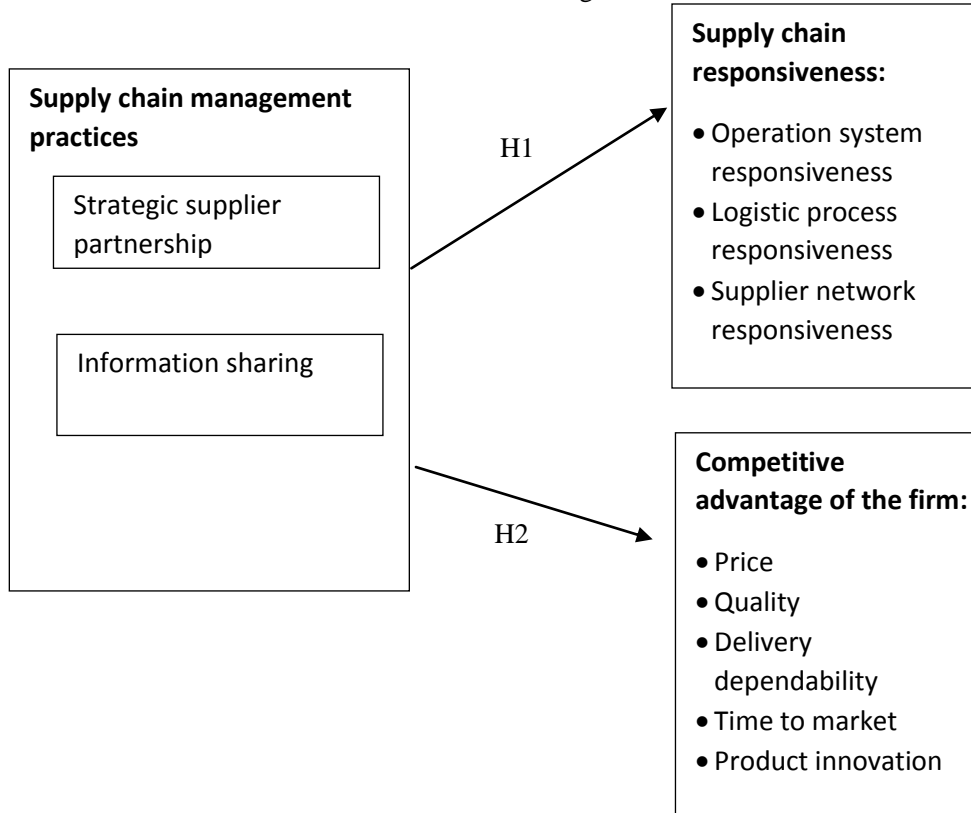 Supply chain management
practices
Strategic supplier
partnership
Information sharing
H1
H2
Supply chain
responsiveness:
• Operation system
responsiveness
• Logistic process
responsiveness
• Supplier network
responsiveness
Competitive
advantage of the firm:
• Price
• Quality
• Delivery
dependability
• Time to market
• Product innovation